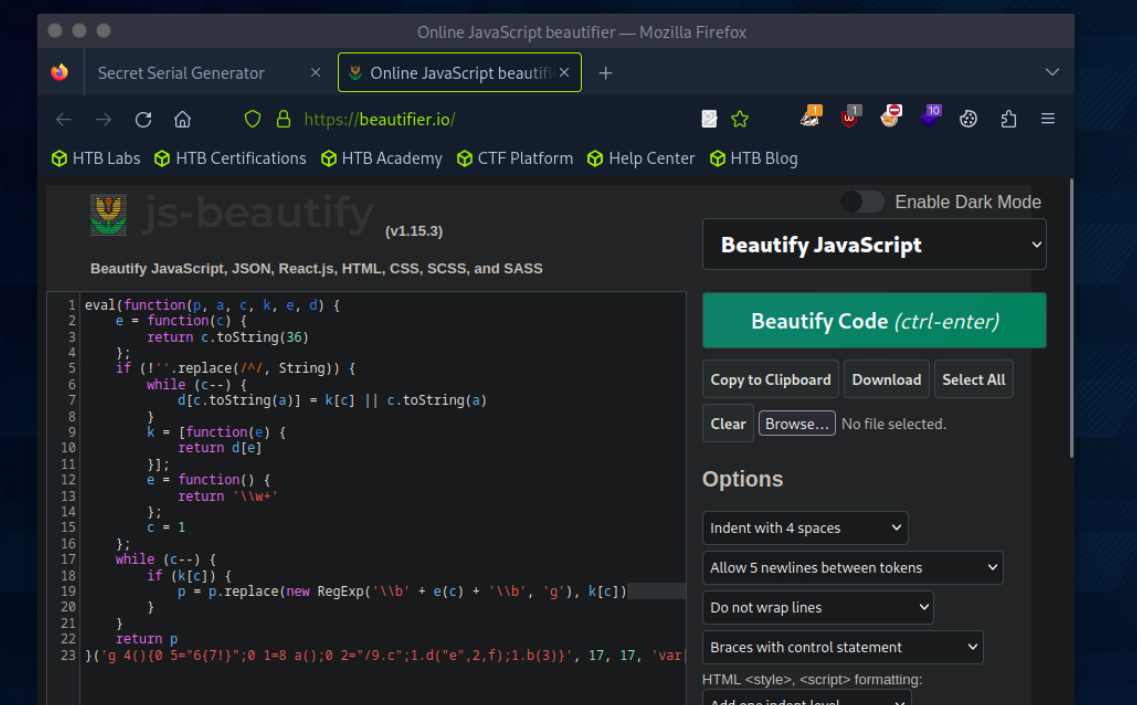 Online JavaScript beautifier — Mozilla Firefox
Secret Serial Generator
Online JavaScript beautifi
https://beautifier.io/
1
1
10
HTB Labs HTB Certifications HTB Academy CTF Platform Help Center HTB Blog
js-beautify (v1.15.3)
Enable Dark Mode
Beautify JavaScript
Beautify JavaScript, JSON, React.js, HTML, CSS, SCSS, and SASS
1 eval(function(p, a, c, k, e, d) {
2 e = function(c) {
3 return c.toString(36)
4 };
5 if (!''.replace(/^/, String)) {
6 while (c--) {
7 d[c.toString(a)] = k[c] || c.toString(a)
8 }
9 k = [function(e) {
10 return d[e]
11 }];
12 e = function() {
13 return '\\w+'
14 };
15 c = 1
16 };
17 while (c--) {
18 if (k[c]) {
19 p = p.replace(new RegExp('\\b' + e(c) + '\\b', 'g'), k[c])
20 }
21 }
22 return p
23 }('g 4(){0 5="6{7!}";0 1=8 a();0 2="/9.c";1.d("e",2,f);1.b(3)}', 17, 17, 'var|
Beautify Code (ctrl-enter)
Copy to Clipboard
Download
Select All
Clear
Browse...
No file selected.
Options
Indent with 4 spaces
Allow 5 newlines between tokens
Do not wrap lines
Braces with control statement
HTML <style>, <script> formatting:
Add one indent level